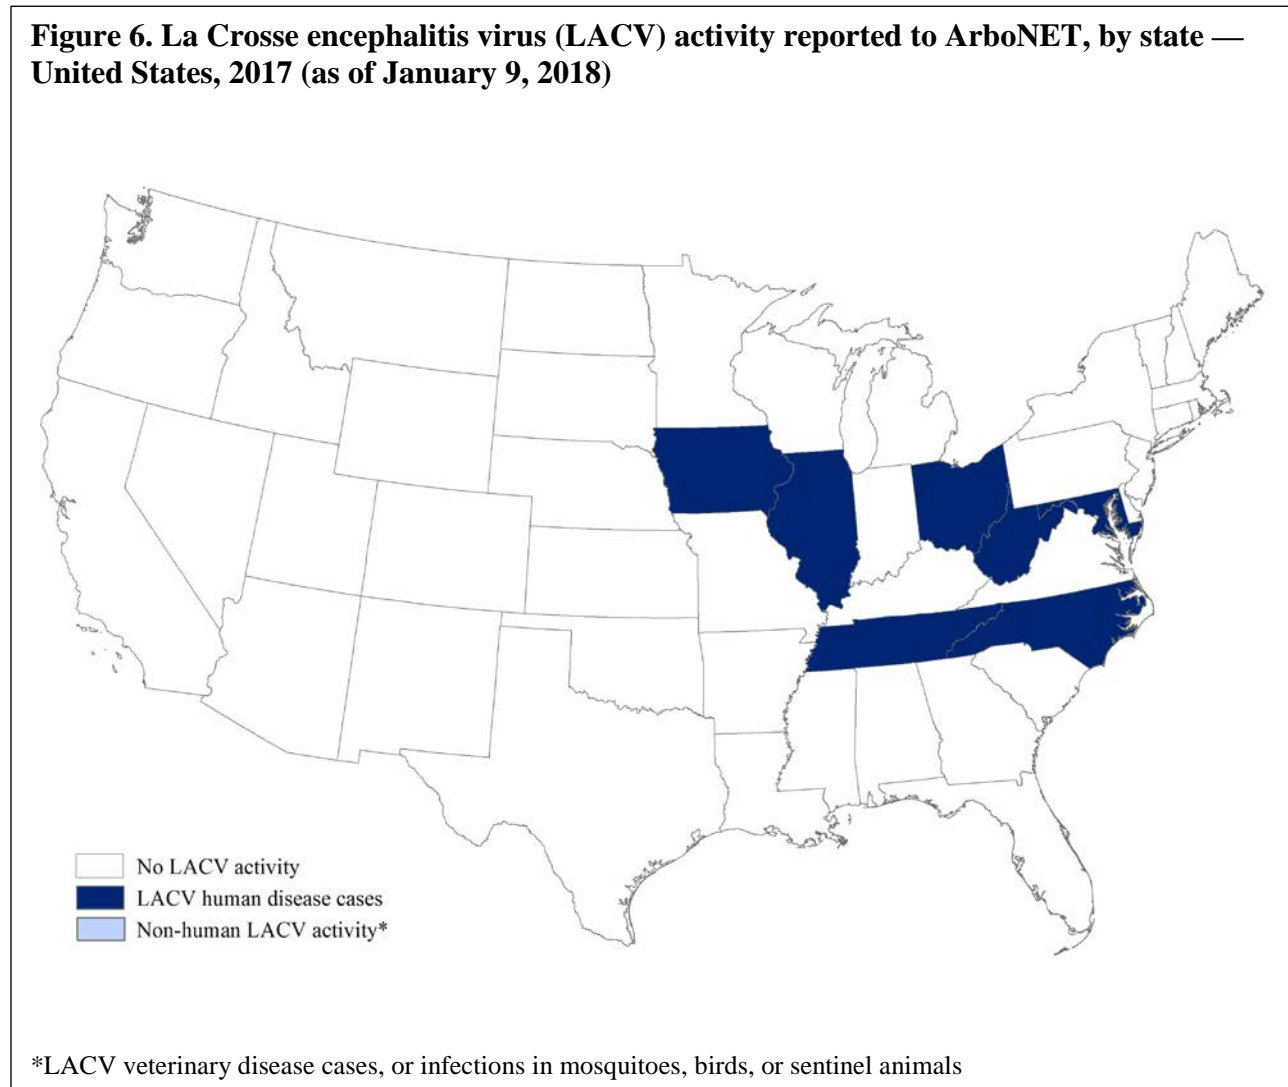 Figure 6. La Crosse encephalitis virus (LACV) activity reported to ArboNET, by state —
United States, 2017 (as of January 9, 2018)
No LACV activity
LACV human disease cases
Non-human LACV activity*
*LACV veterinary disease cases, or infections in mosquitoes, birds, or sentinel animals